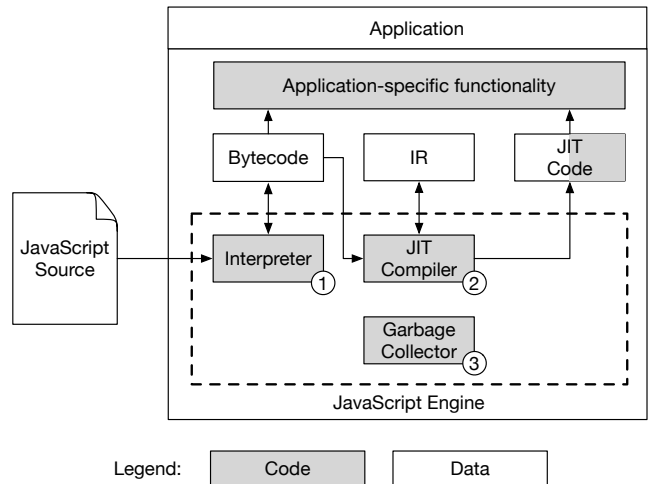 Application
Application-specific functionality
Bytecode
IR
JIT
Code
JavaScript
Source
Interpreter
1
JIT
Compiler
2
Garbage
Collector
3
JavaScript Engine
Legend:
Code
Data